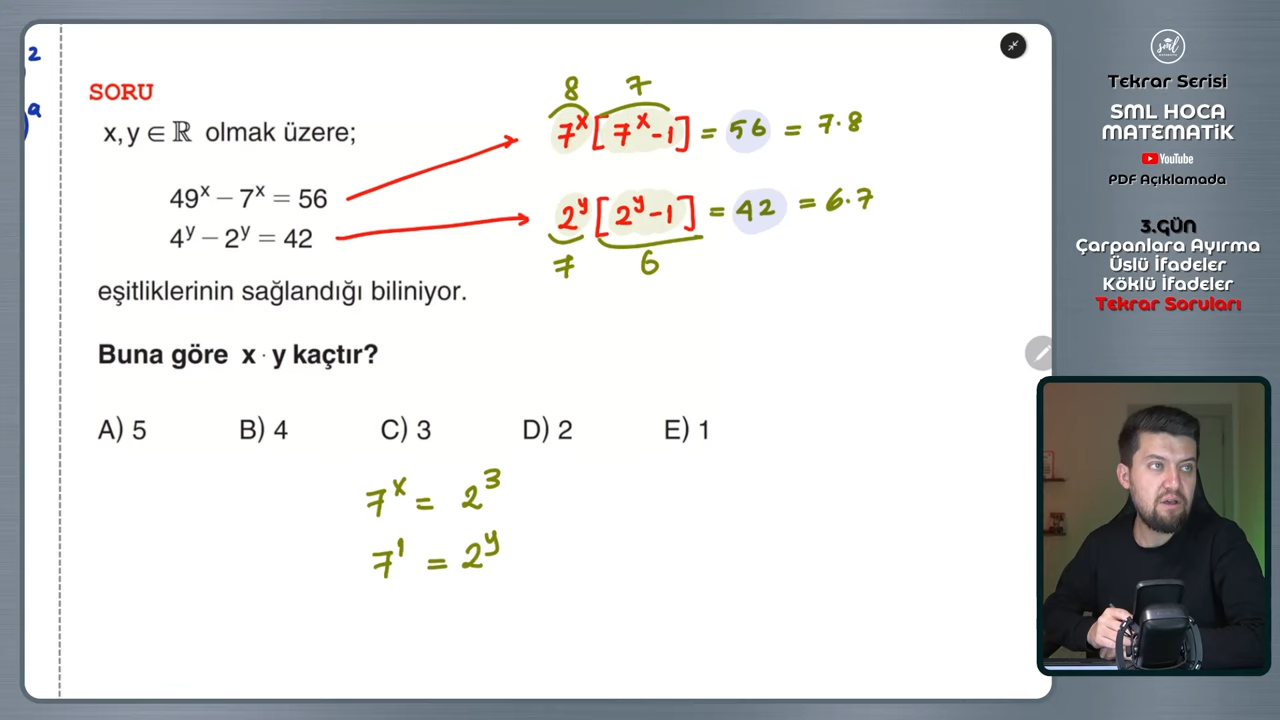 2
a
SORU
x, y ∈ ℝ olmak üzere;
49ˣ − 7ˣ = 56
4ʸ − 2ʸ = 42
eşitliklerinin sağlandığı biliniyor.
Buna göre x · y kaçtır?
A) 5 B) 4 C) 3 D) 2 E) 1
8 7
7ˣ [7ˣ − 1] = 56 = 7·8
2ʸ [2ʸ − 1] = 42 = 6·7
7 6
7ˣ = 2³
7¹ = 2ʸ
sml
Tekrar Serisi
SML HOCA
MATEMATİK
YouTube
PDF Açıklamada
3.GÜN
Çarpanlara Ayırma
Üslü İfadeler
Köklü İfadeler
Tekrar Soruları